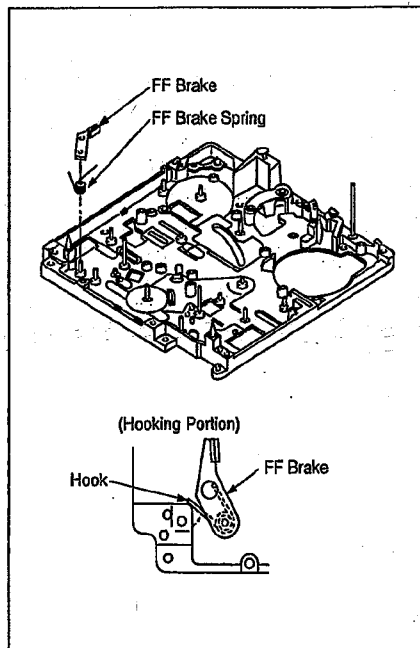 FF Brake
FF Brake Spring
(Hooking Portion)
FF Brake
Hook